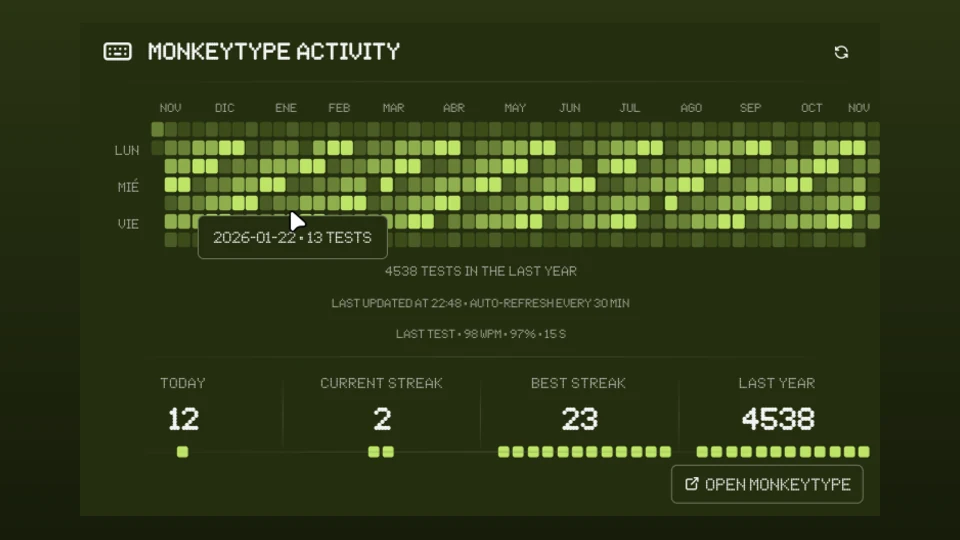 MONKEYTYPE ACTIVITY
NOV DIC ENE FEB MAR ABR MAY JUN JUL AGO SEP OCT NOV
LUN
MIÉ
VIE
2026-01-22 • 13 TESTS
4538 TESTS IN THE LAST YEAR
LAST UPDATED AT 22:48 • AUTO-REFRESH EVERY 30 MIN
LAST TEST • 98 WPM • 97% • 15 S
TODAY CURRENT STREAK BEST STREAK LAST YEAR
12 2 23 4538
OPEN MONKEYTYPE